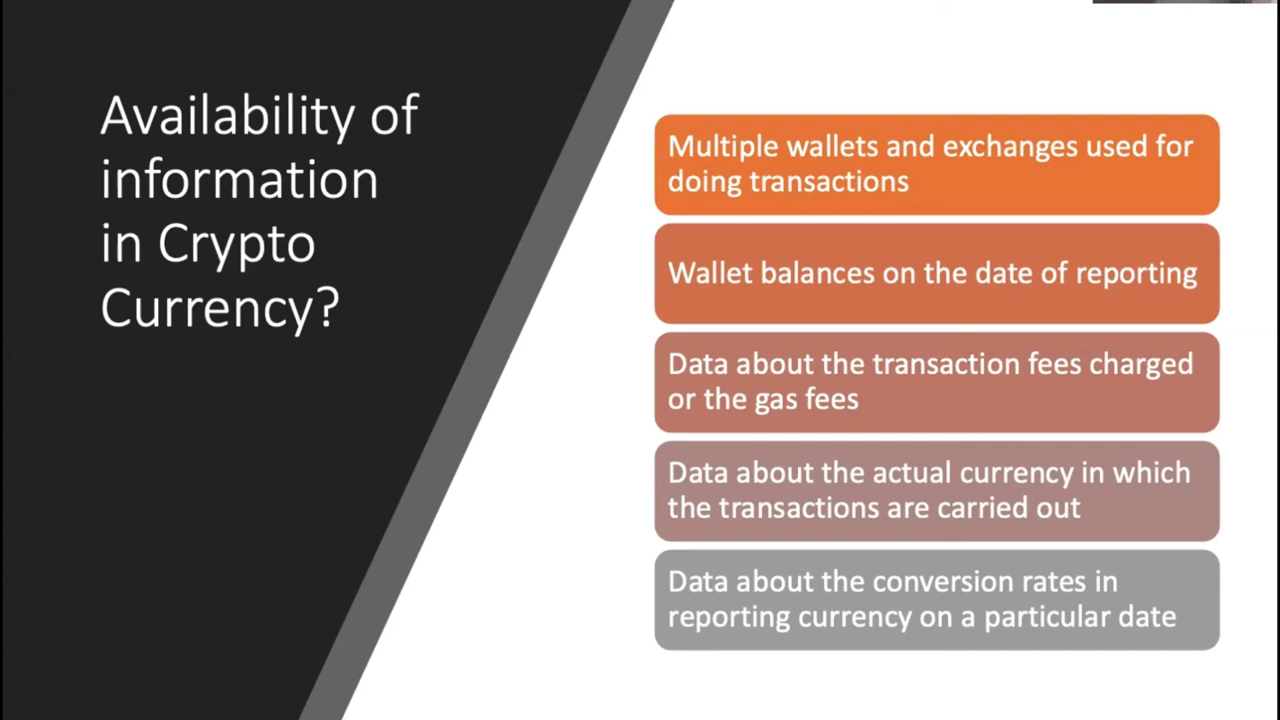 Availability of
information
in Crypto
Currency?
Multiple wallets and exchanges used for
doing transactions
Wallet balances on the date of reporting
Data about the transaction fees charged
or the gas fees
Data about the actual currency in which
the transactions are carried out
Data about the conversion rates in
reporting currency on a particular date